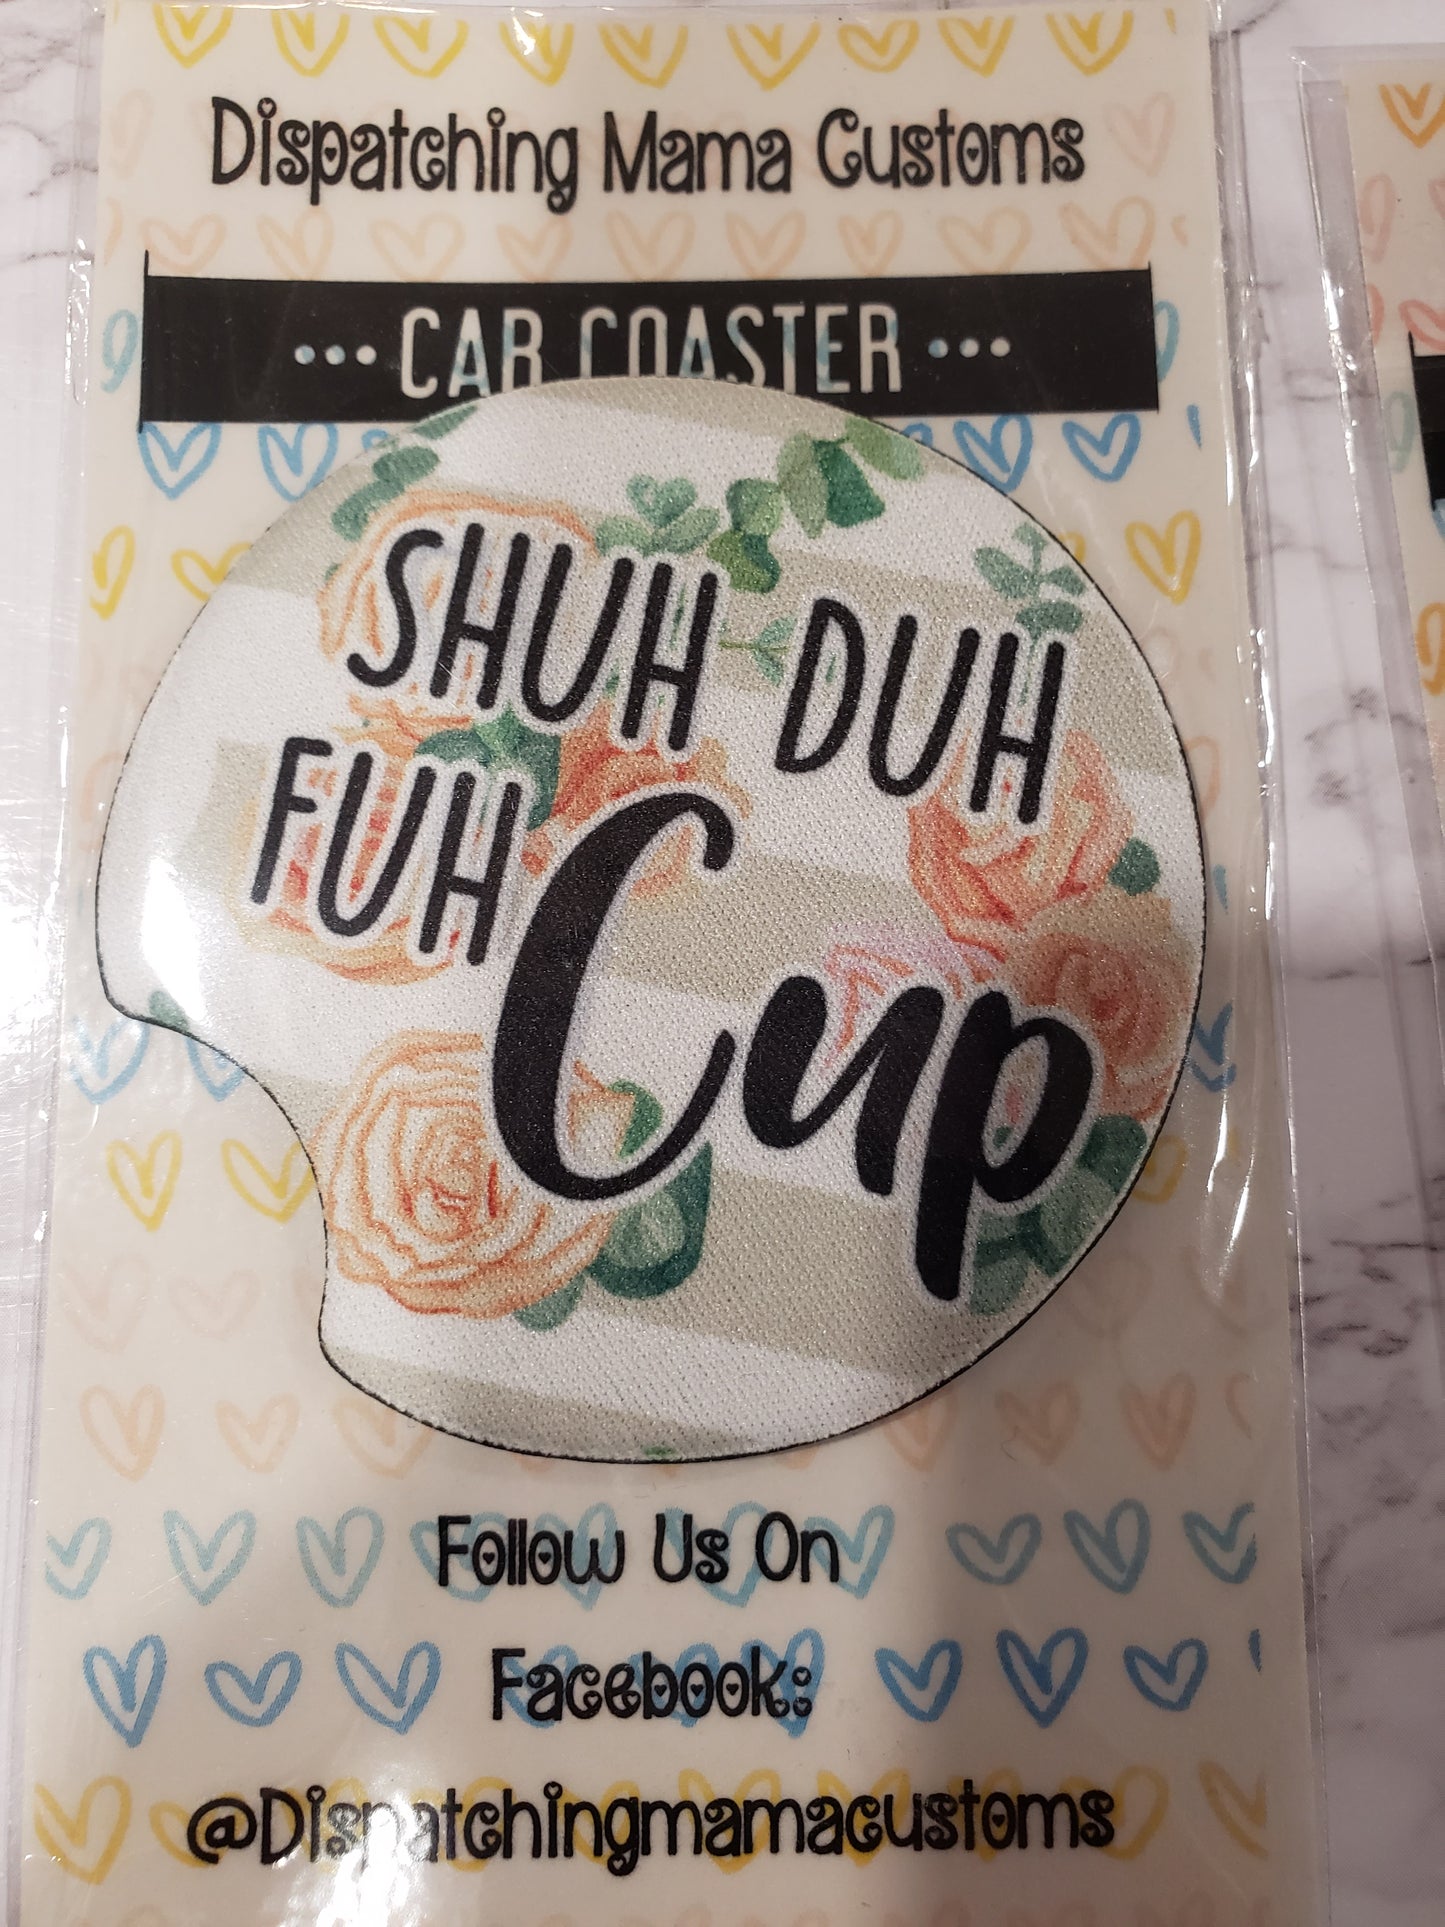 Dispatching Mama Customs
••• CAR COASTER •••
SHUH DUH
FUH Cup
Follow Us On
Facebook:
@Dispatchingmamacustoms